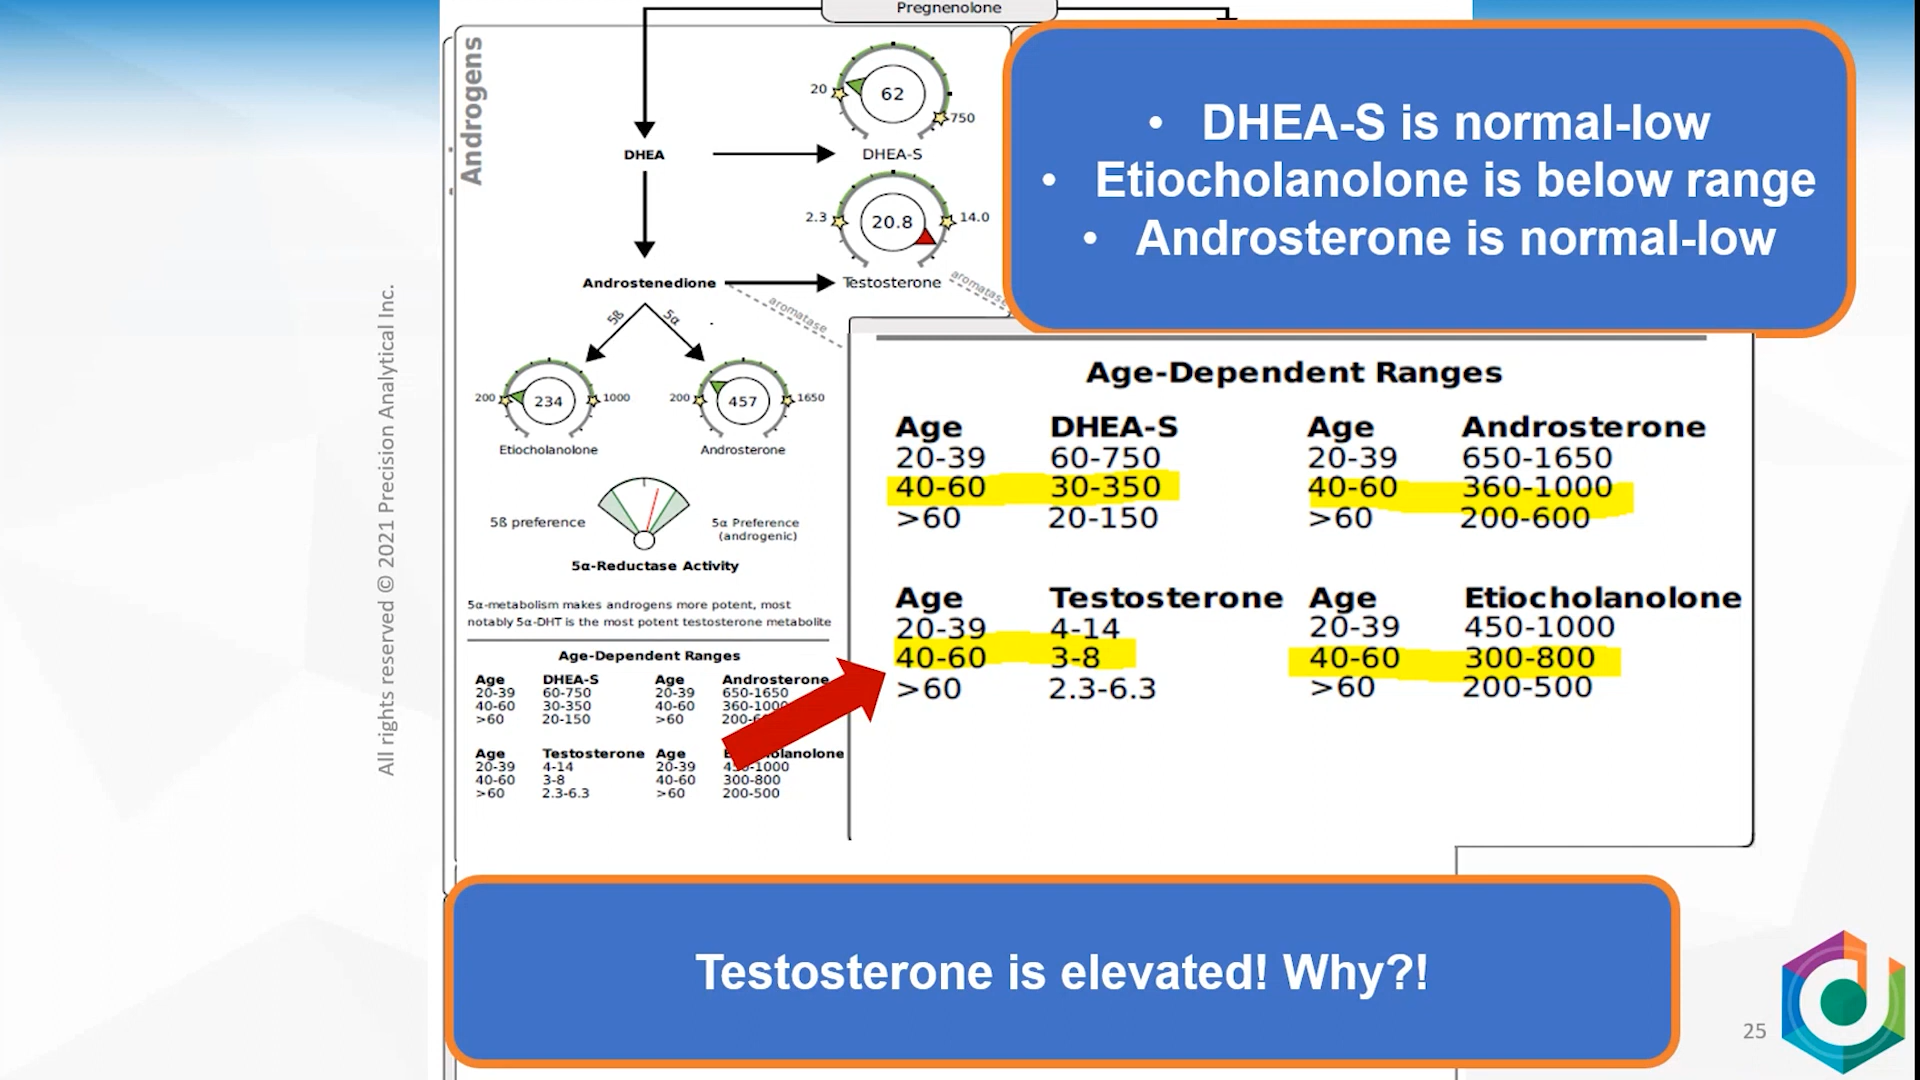 Pregnenolone
Androgens
20
62
750
DHEA
DHEA-S
2.3
20.8
14.0
Androstenedione
Testosterone
aromatase
aromatase
5ß
5α
200
234
1000
200
457
1650
Etiocholanolone
Androsterone
5ß preference
5α Preference
(androgenic)
5α-Reductase Activity
5α-metabolism makes androgens more potent, most
notably 5α-DHT is the most potent testosterone metabolite
Age-Dependent Ranges
Age DHEA-S Age Androsterone
20-39 60-750 20-39 650-1650
40-60 30-350 40-60 360-1000
>60 20-150 >60
Age Testosterone Age
20-39 4-14 20-39
40-60 3-8 40-60 300-800
>60 2.3-6.3 >60 200-500
• DHEA-S is normal-low
• Etiocholanolone is below range
• Androsterone is normal-low
Age-Dependent Ranges
Age DHEA-S Age Androsterone
20-39 60-750 20-39 650-1650
40-60 30-350 40-60 360-1000
>60 20-150 >60 200-600
Age Testosterone Age Etiocholanolone
20-39 4-14 20-39 450-1000
40-60 3-8 40-60 300-800
>60 2.3-6.3 >60 200-500
Testosterone is elevated! Why?!
All rights reserved © 2021 Precision Analytical Inc.
25